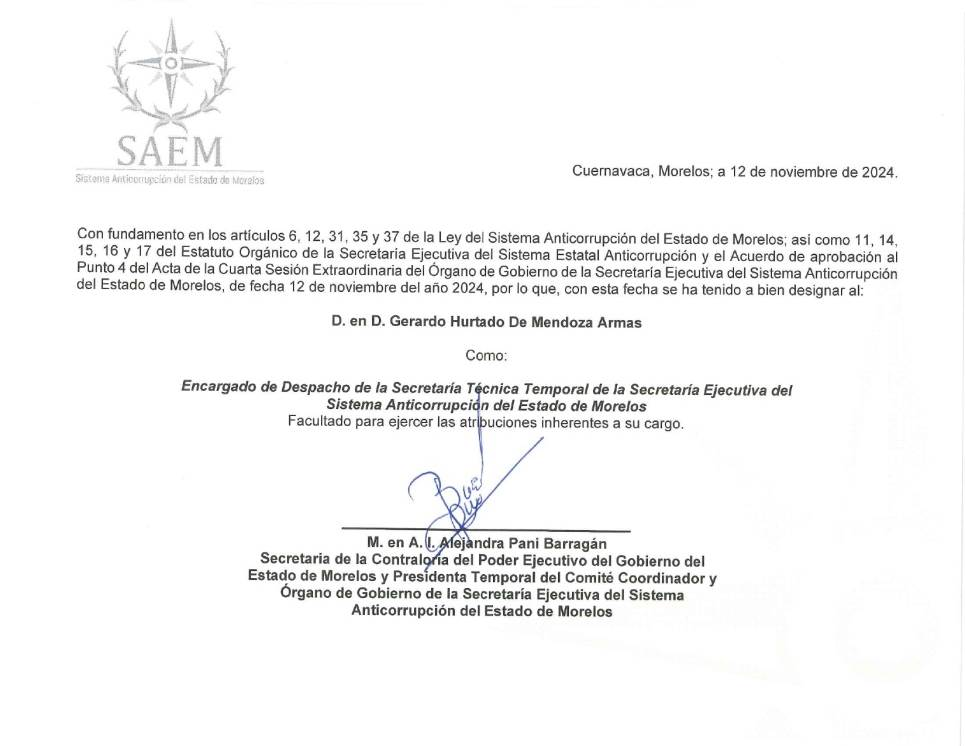 SAEM
Sistema Anticorrupción del Estado de Morelos
Cuernavaca, Morelos; a 12 de noviembre de 2024.
Con fundamento en los artículos 6, 12, 31, 35 y 37 de la Ley del Sistema Anticorrupción del Estado de Morelos; así como 11, 14,
15, 16 y 17 del Estatuto Orgánico de la Secretaría Ejecutiva del Sistema Estatal Anticorrupción y el Acuerdo de aprobación al
Punto 4 del Acta de la Cuarta Sesión Extraordinaria del Órgano de Gobierno de la Secretaría Ejecutiva del Sistema Anticorrupción
del Estado de Morelos, de fecha 12 de noviembre del año 2024, por lo que, con esta fecha se ha tenido a bien designar al:
D. en D. Gerardo Hurtado De Mendoza Armas
Como:
Encargado de Despacho de la Secretaría Técnica Temporal de la Secretaría Ejecutiva del
Sistema Anticorrupción del Estado de Morelos
Facultado para ejercer las atribuciones inherentes a su cargo.
M. en A. I. Alejandra Pani Barragán
Secretaria de la Contraloría del Poder Ejecutivo del Gobierno del
Estado de Morelos y Presidenta Temporal del Comité Coordinador y
Órgano de Gobierno de la Secretaría Ejecutiva del Sistema
Anticorrupción del Estado de Morelos